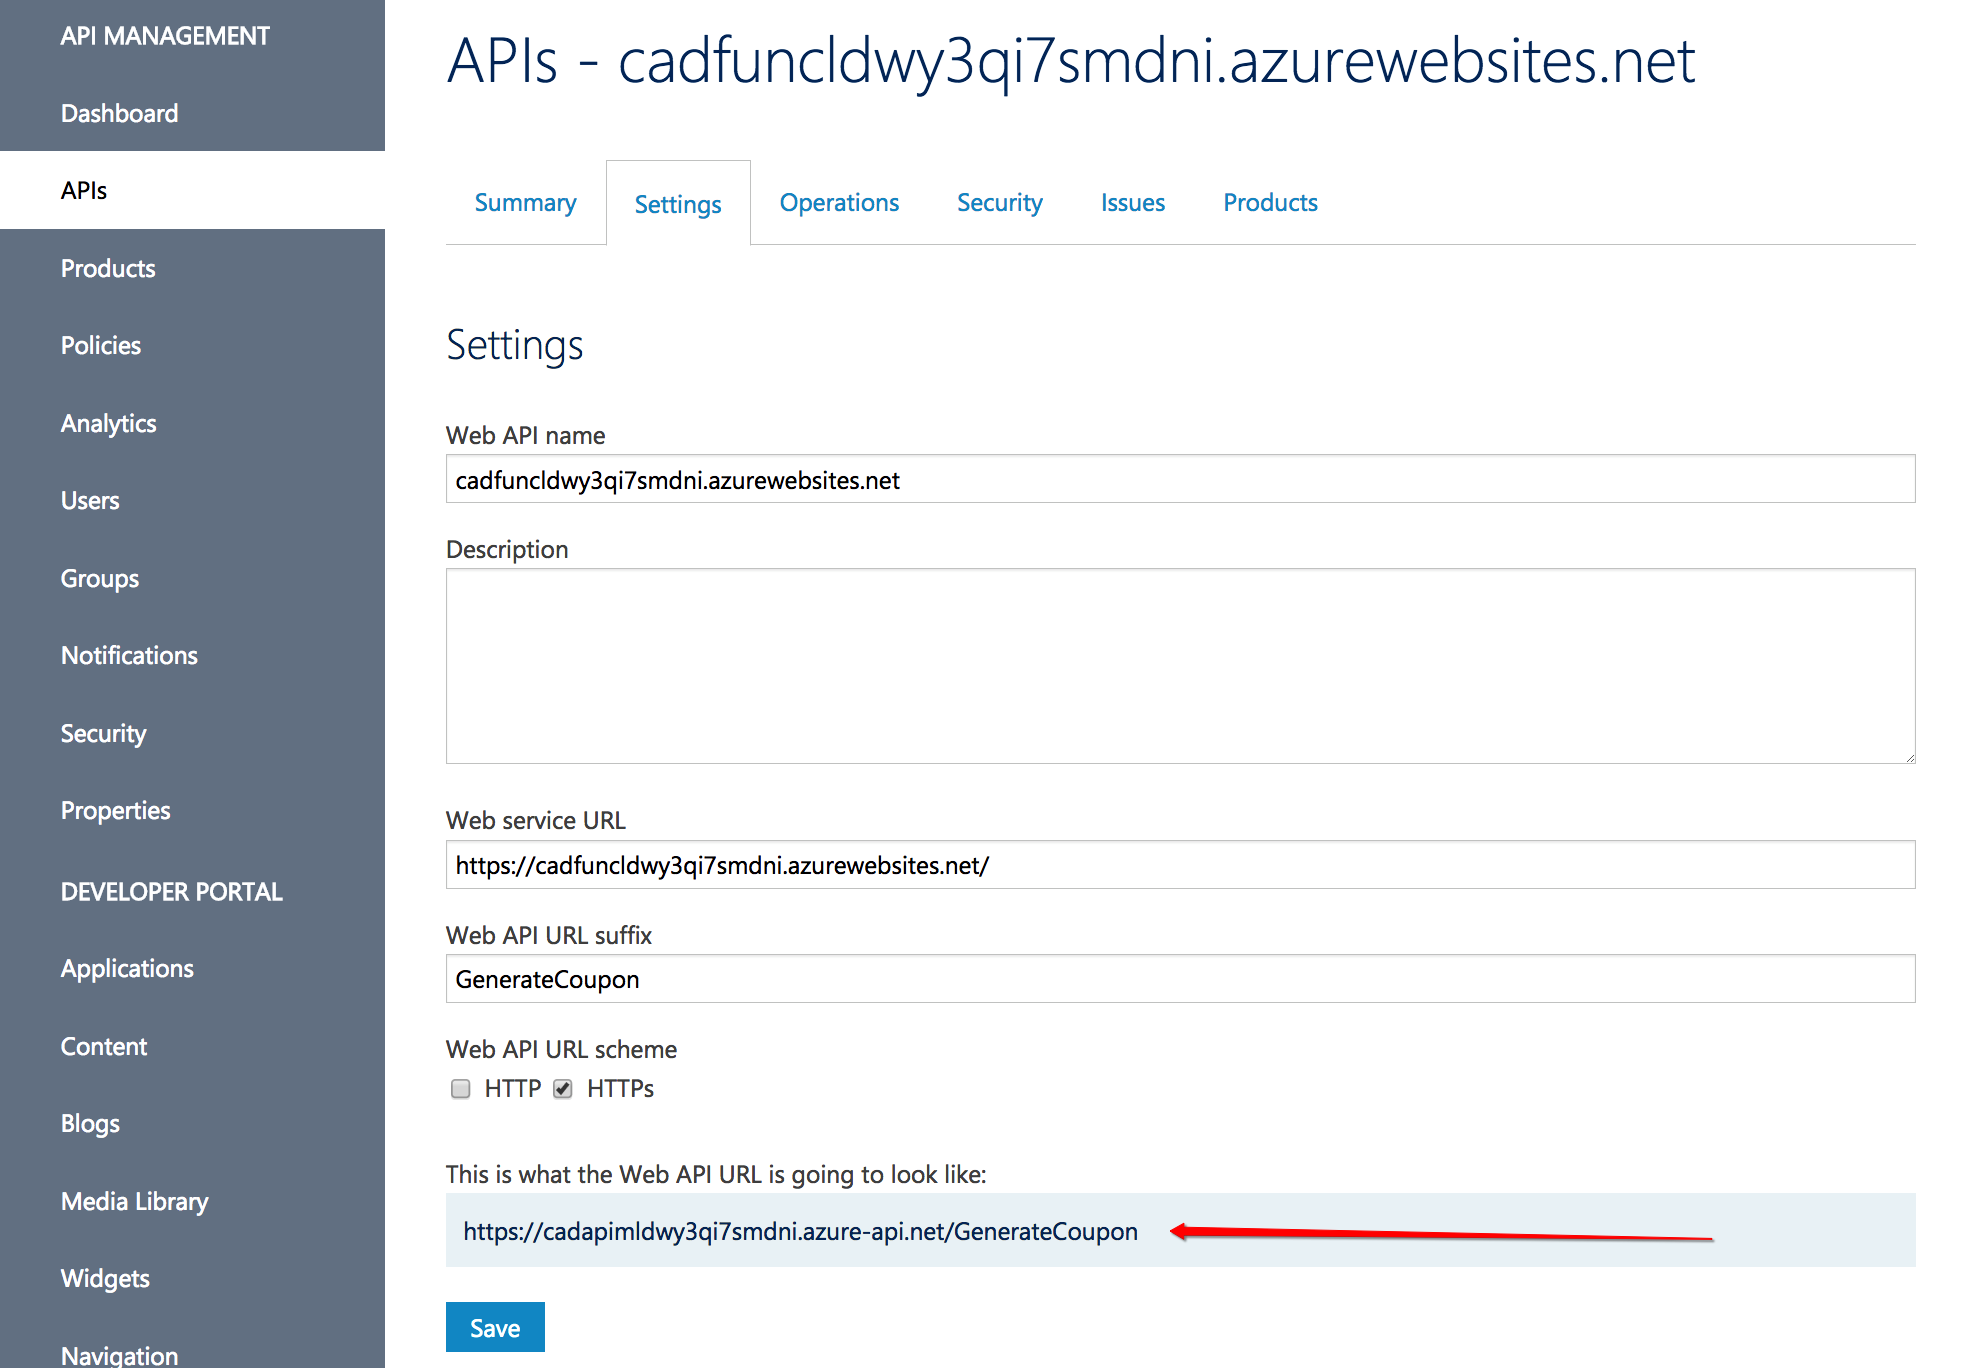 API MANAGEMENT
Dashboard
APIs
Products
Policies
Analytics
Users
Groups
Notifications
Security
Properties
DEVELOPER PORTAL
Applications
Content
Blogs
Media Library
Widgets
Navigation
APIs - cadfuncldwy3qi7smdni.azurewebsites.net
Summary Settings Operations Security Issues Products
Settings
Web API name
cadfuncldwy3qi7smdni.azurewebsites.net
Description
Web service URL
https://cadfuncldwy3qi7smdni.azurewebsites.net/
Web API URL suffix
GenerateCoupon
Web API URL scheme
HTTP HTTPs
This is what the Web API URL is going to look like:
https://cadapimldwy3qi7smdni.azure-api.net/GenerateCoupon
Save